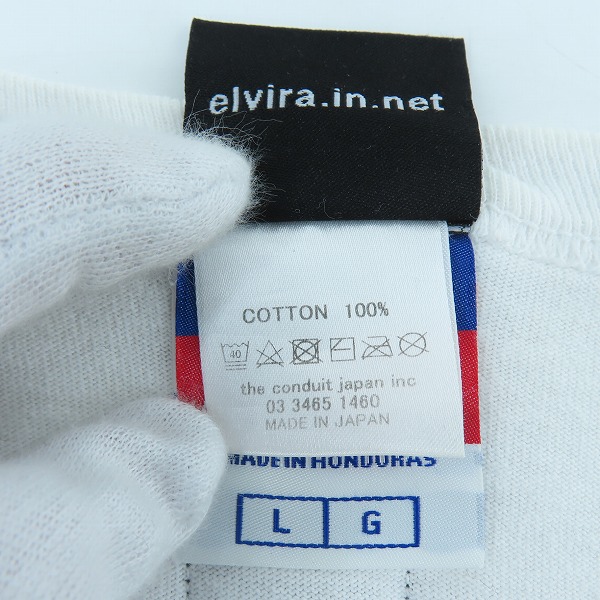 elvira.in.net
COTTON 100%
40
the conduit japan inc
03 3465 1460
MADE IN JAPAN
MADE IN HONDURAS
L G